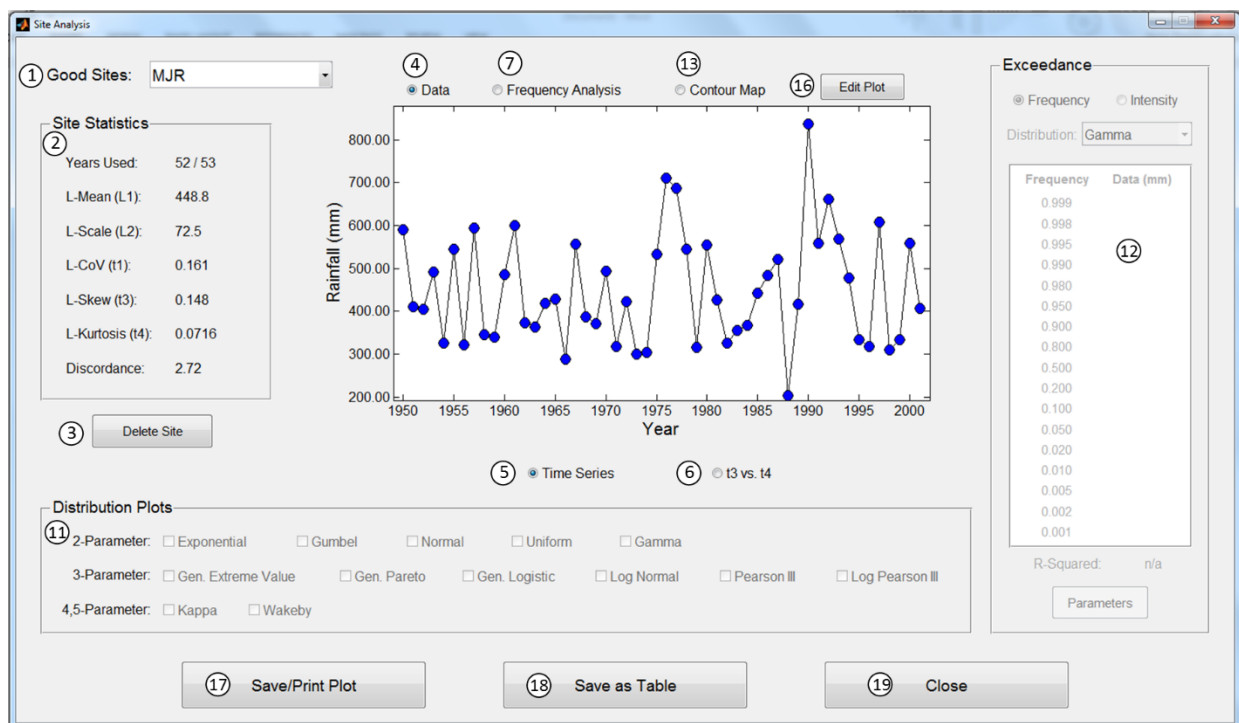 Site Analysis
① Good Sites: MJR
④ ⑦ ⑬
Data Frequency Analysis Contour Map ⑯ Edit Plot
Site Statistics
②
Years Used: 52 / 53
L-Mean (L1): 448.8
L-Scale (L2): 72.5
L-CoV (t1): 0.161
L-Skew (t3): 0.148
L-Kurtosis (t4): 0.0716
Discordance: 2.72
③ Delete Site
Rainfall (mm)
800.00
700.00
600.00
500.00
400.00
300.00
200.00
1950 1955 1960 1965 1970 1975 1980 1985 1990 1995 2000
Year
⑤ Time Series ⑥ t3 vs. t4
Exceedance
Frequency Intensity
Distribution: Gamma
Frequency Data (mm)
0.999
0.998
0.995
⑫
0.990
0.980
0.950
0.900
0.800
0.500
0.200
0.100
0.050
0.020
0.010
0.005
0.002
0.001
R-Squared: n/a
Parameters
Distribution Plots
⑪ 2-Parameter: Exponential Gumbel Normal Uniform Gamma
3-Parameter: Gen. Extreme Value Gen. Pareto Gen. Logistic Log Normal Pearson III Log Pearson III
4,5-Parameter: Kappa Wakeby
⑰ Save/Print Plot ⑱ Save as Table ⑲ Close